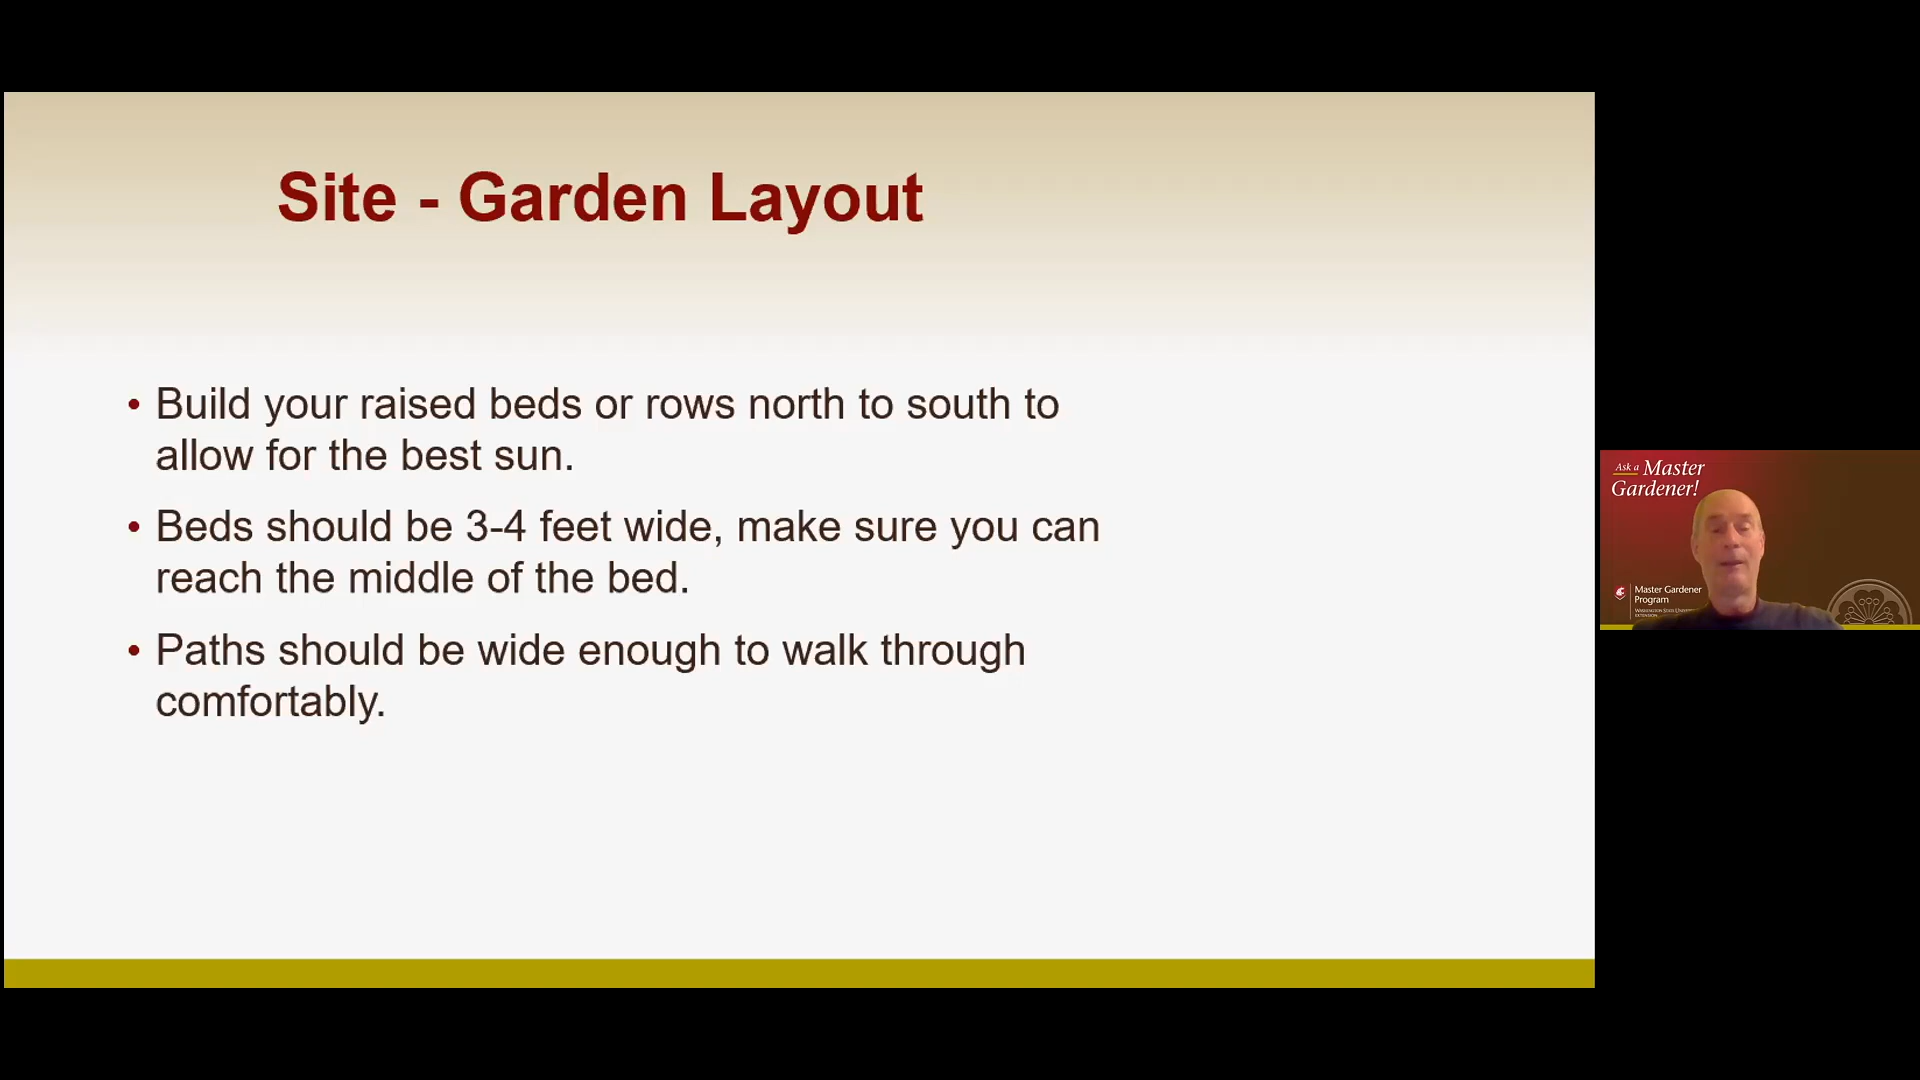 Site - Garden Layout
• Build your raised beds or rows north to south to
allow for the best sun.
• Beds should be 3-4 feet wide, make sure you can
reach the middle of the bed.
• Paths should be wide enough to walk through
comfortably.
Ask a Master
Gardener!
Master Gardener
Program